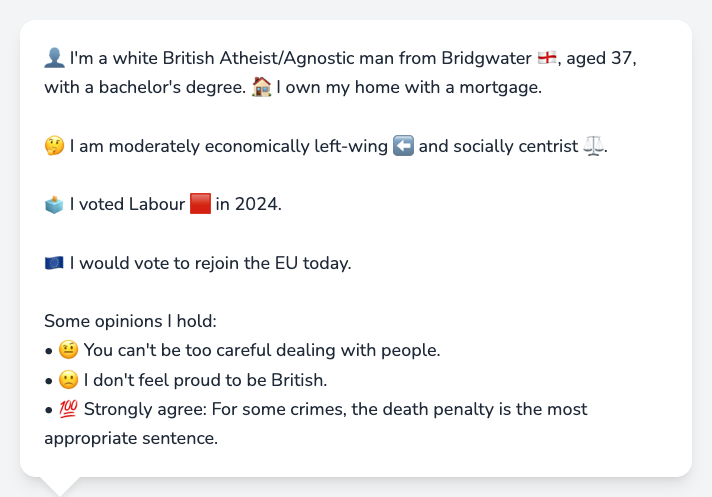 👤 I'm a white British Atheist/Agnostic man from Bridgwater 🏴󠁧󠁢󠁥󠁮󠁧󠁿, aged 37,
with a bachelor's degree. 🏠 I own my home with a mortgage.
🤔 I am moderately economically left-wing ⬅️ and socially centrist ⚖️.
🗳️ I voted Labour 🟥 in 2024.
🇪🇺 I would vote to rejoin the EU today.
Some opinions I hold:
• 🤨 You can't be too careful dealing with people.
• 🙁 I don't feel proud to be British.
• 💯 Strongly agree: For some crimes, the death penalty is the most
appropriate sentence.